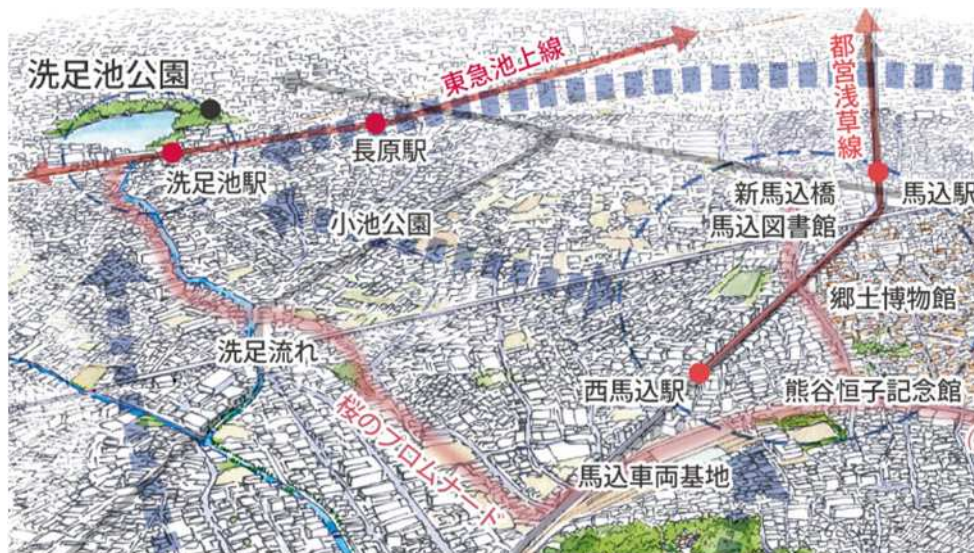 洗足池公園
東急池上線
都営浅草線
長原駅
洗足池駅
新馬込橋
馬込駅
小池公園
馬込図書館
郷土博物館
洗足流れ
西馬込駅
熊谷恒子記念館
桜のプロムナード
馬込車両基地